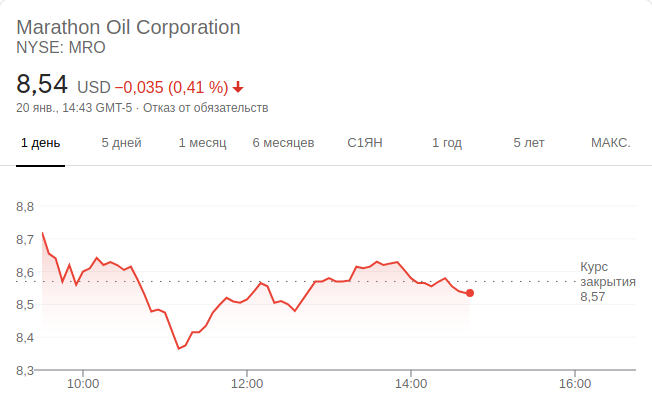 Marathon Oil Corporation
NYSE: MRO
8,54 USD −0,035 (0,41 %)
20 янв., 14:43 GMT-5 · Отказ от обязательств
1 день 5 дней 1 месяц 6 месяцев С1ЯН 1 год 5 лет МАКС.
8,8
8,7
8,6
8,5
8,4
8,3
Курс
закрытия
8,57
10:00 12:00 14:00 16:00